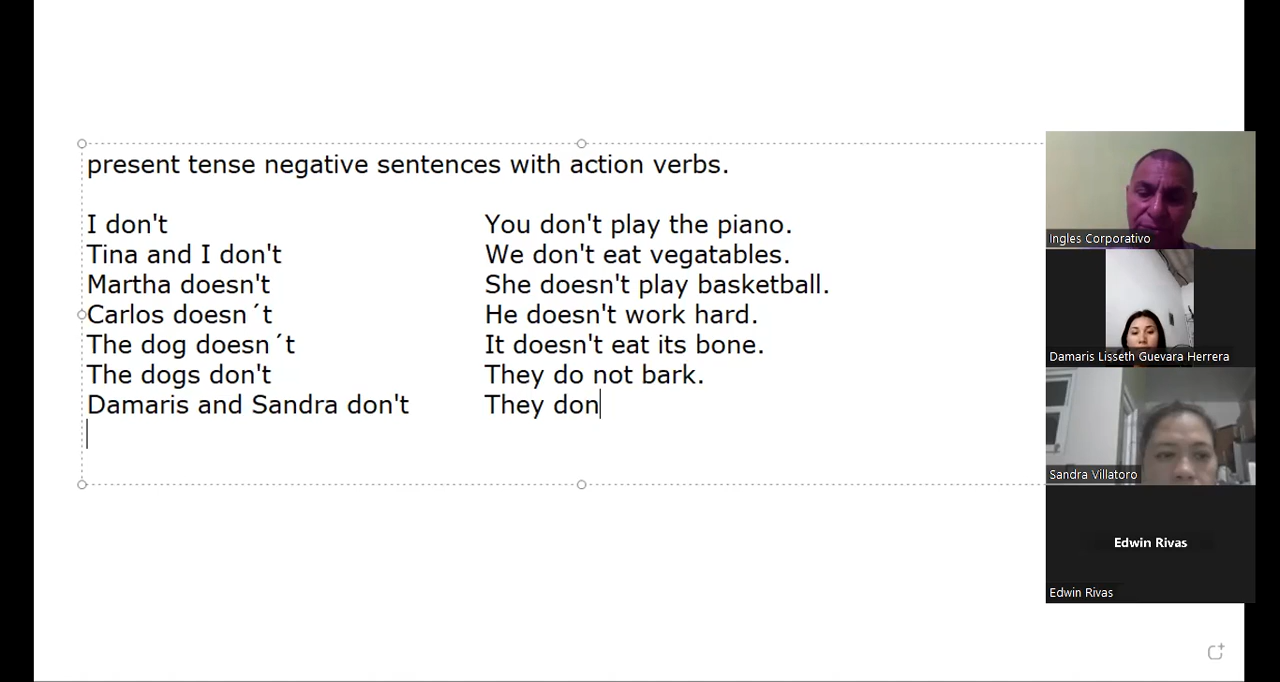 present tense negative sentences with action verbs.
I don't You don't play the piano.
Tina and I don't We don't eat vegatables.
Martha doesn't She doesn't play basketball.
Carlos doesn´t He doesn't work hard.
The dog doesn´t It doesn't eat its bone.
The dogs don't They do not bark.
Damaris and Sandra don't They don
Ingles Corporativo
Damaris Lisseth Guevara Herrera
Sandra Villatoro
Edwin Rivas
Edwin Rivas